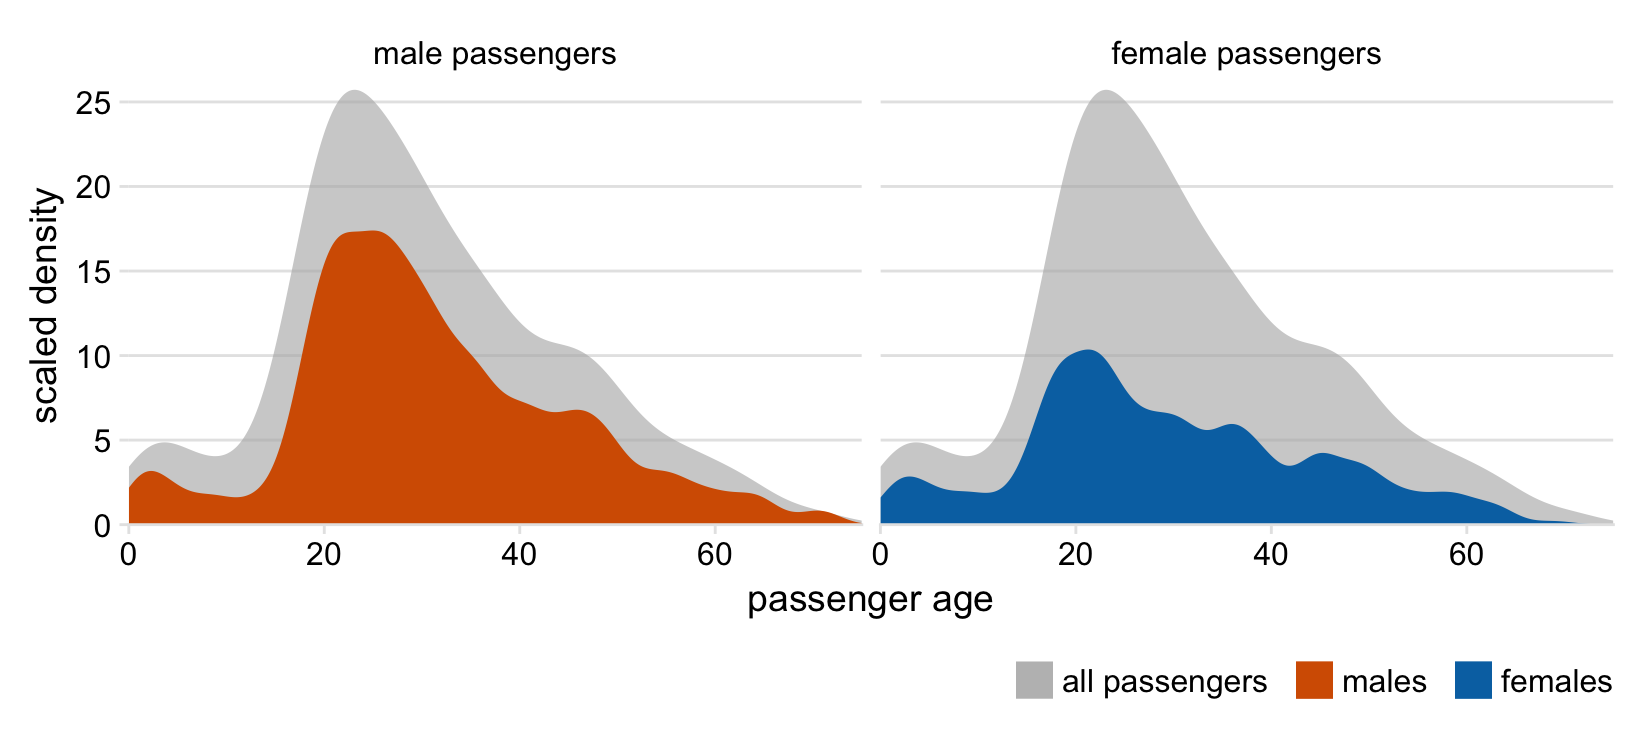 male passengers
female passengers
scaled density
25
20
15
10
5
0
0 20 40 60
0 20 40 60
passenger age
all passengers males females